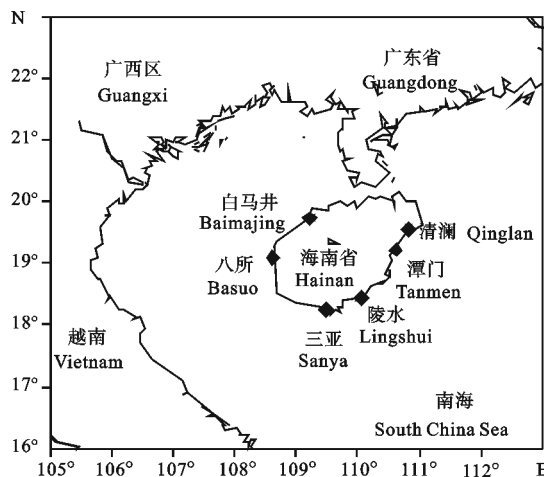 N
22°
21°
20°
19°
18°
17°
16°
广西区
Guangxi
广东省
Guangdong
白马井
Baimajing
清澜 Qinglan
海南省
Hainan
八所
Basuo
潭门
Tanmen
陵水
Lingshui
三亚
Sanya
越南
Vietnam
南海
South China Sea
105° 106° 107° 108° 109° 110° 111° 112° E